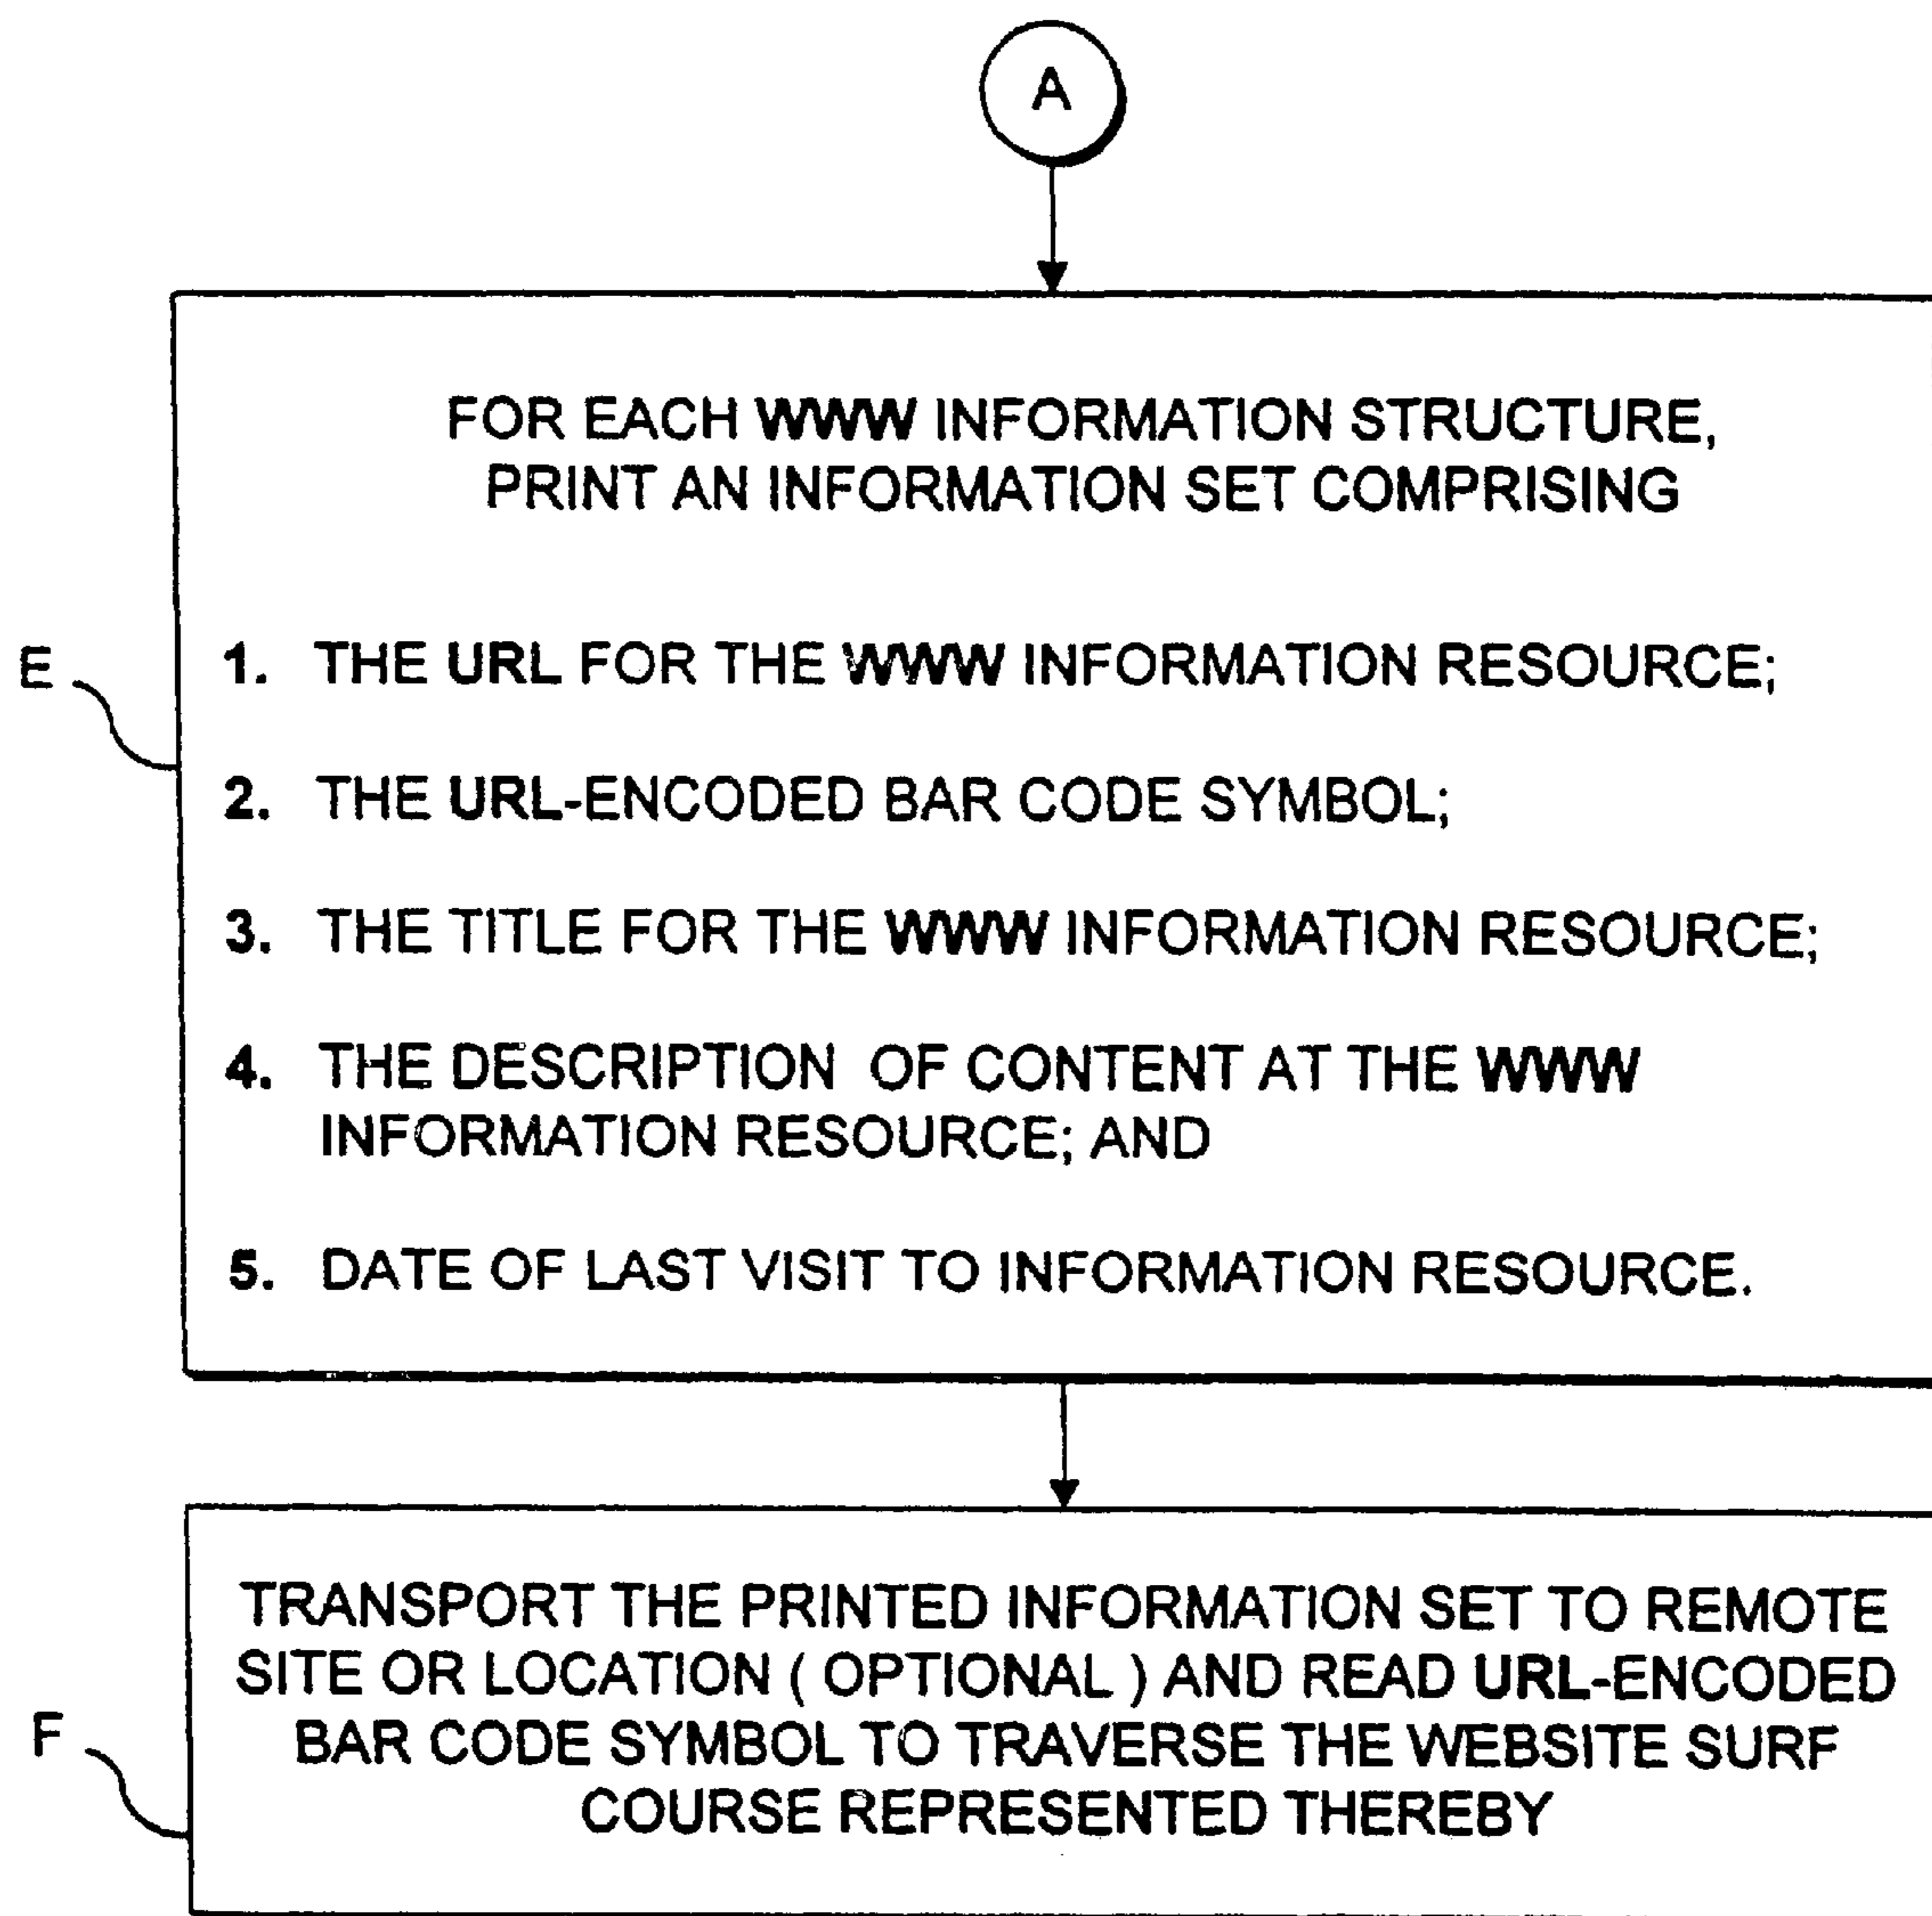 A
FOR EACH WWW INFORMATION STRUCTURE,
PRINT AN INFORMATION SET COMPRISING
E
1. THE URL FOR THE WWW INFORMATION RESOURCE;
2. THE URL-ENCODED BAR CODE SYMBOL;
3. THE TITLE FOR THE WWW INFORMATION RESOURCE;
4. THE DESCRIPTION OF CONTENT AT THE WWW
INFORMATION RESOURCE; AND
5. DATE OF LAST VISIT TO INFORMATION RESOURCE.
TRANSPORT THE PRINTED INFORMATION SET TO REMOTE
SITE OR LOCATION ( OPTIONAL ) AND READ URL-ENCODED
F
BAR CODE SYMBOL TO TRAVERSE THE WEBSITE SURF
COURSE REPRESENTED THEREBY